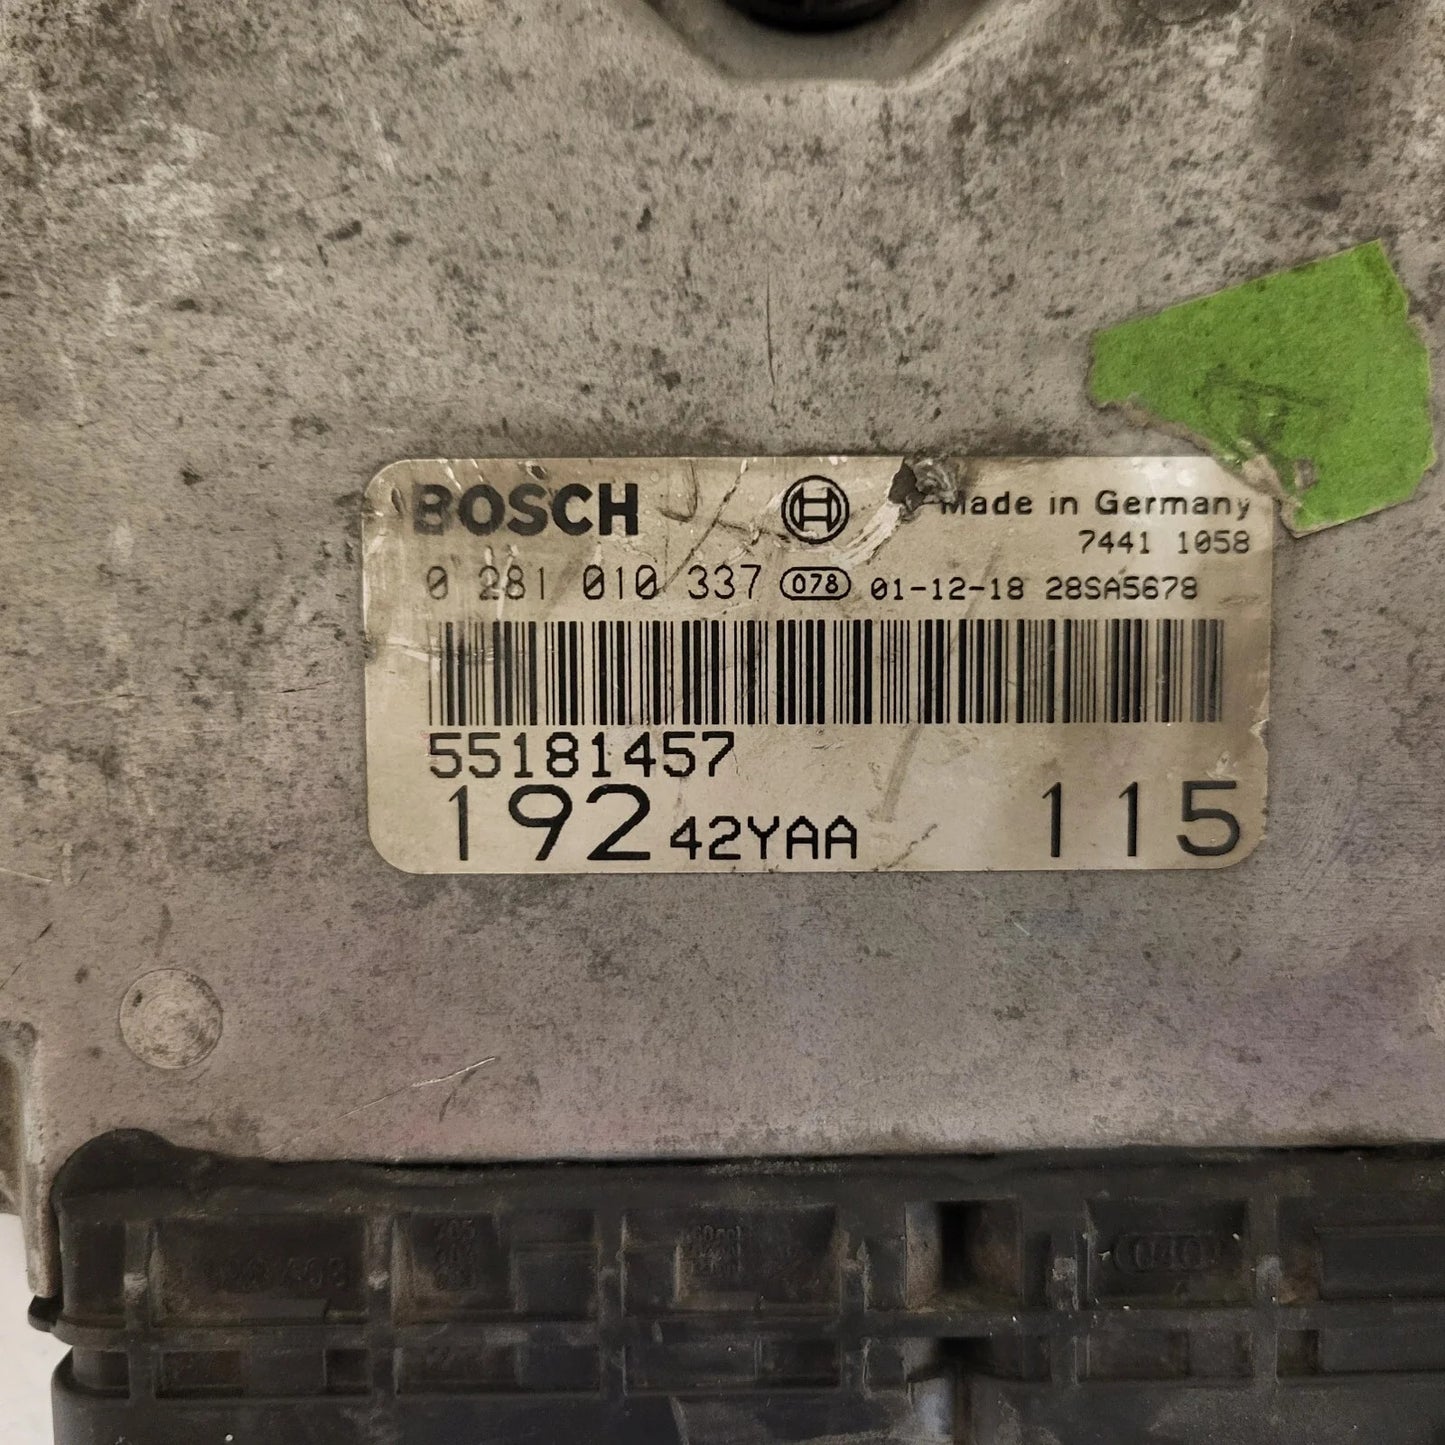 BOSCH
Made in Germany
7441 1058
0 281 010 337 078 01-12-18 28SA5678
55181457
192 42YAA 115